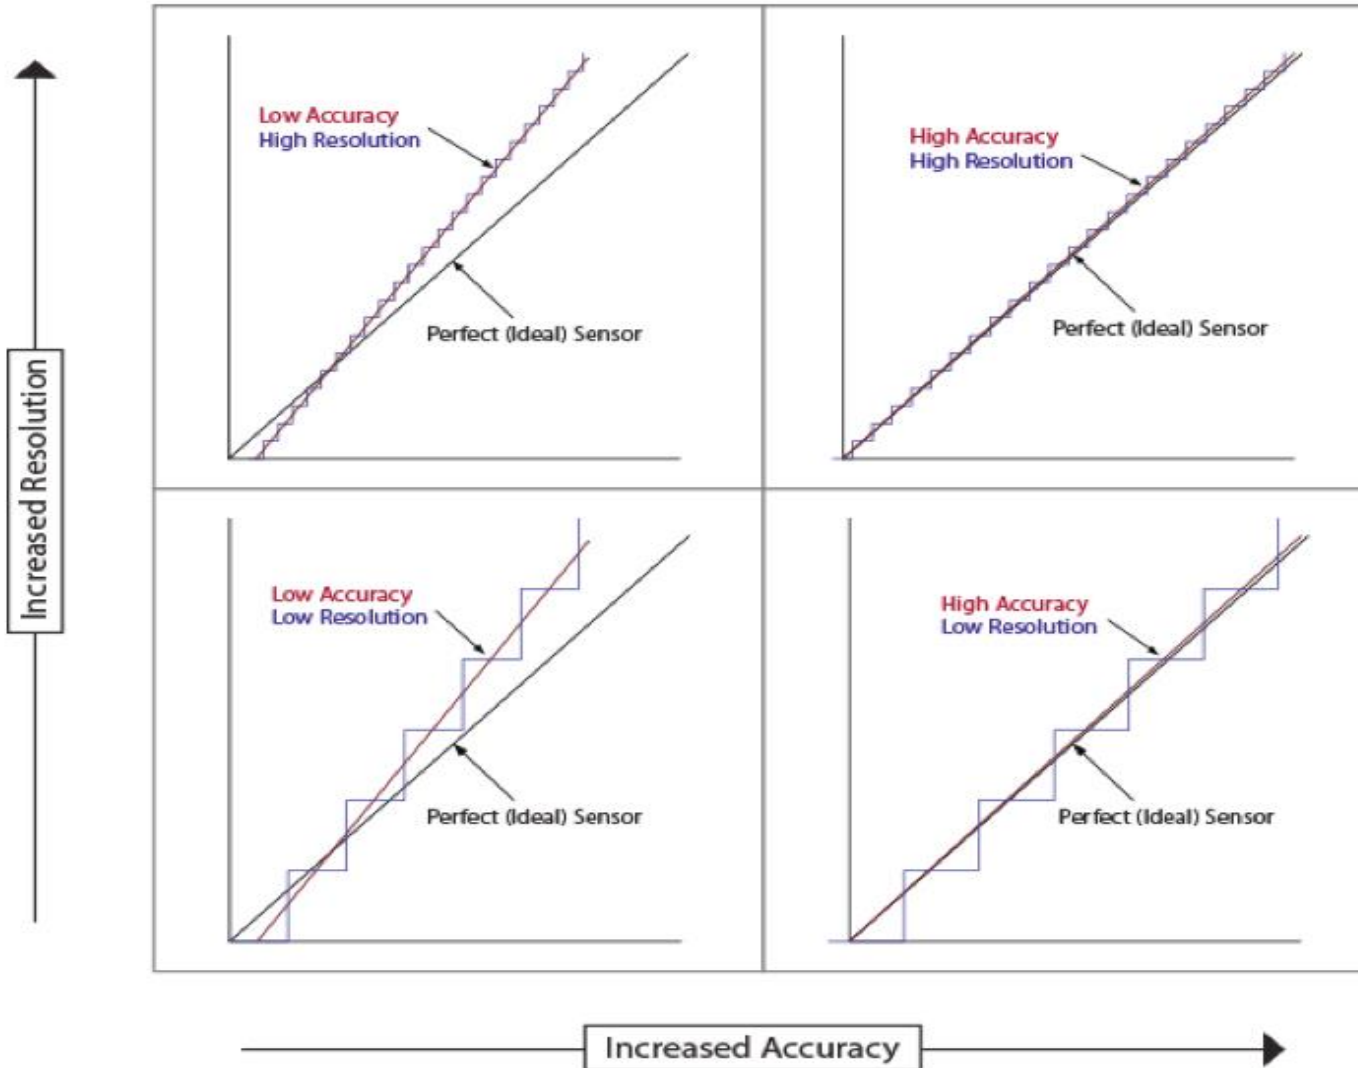 Low Accuracy
High Resolution
Perfect (Ideal) Sensor
High Accuracy
High Resolution
Perfect (Ideal) Sensor
Increased Resolution
Low Accuracy
Low Resolution
Perfect (Ideal) Sensor
High Accuracy
Low Resolution
Perfect (Ideal) Sensor
Increased Accuracy